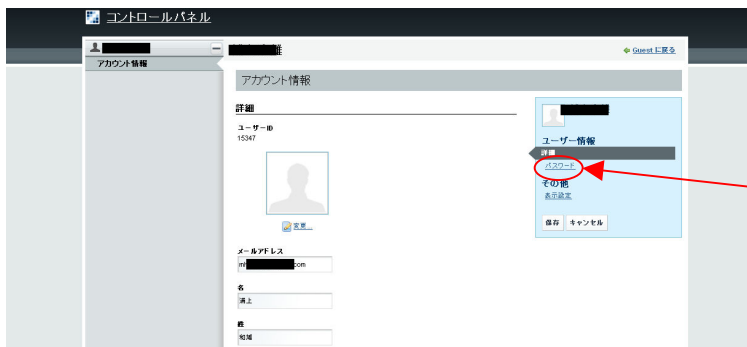 コントロールパネル
Guest に戻る
アカウント情報
アカウント情報
詳細
ユーザーID
15347
変更...
メールアドレス
com
名
浦上
姓
ユーザー情報
詳細
パスワード
その他
表示設定
保存 キャンセル